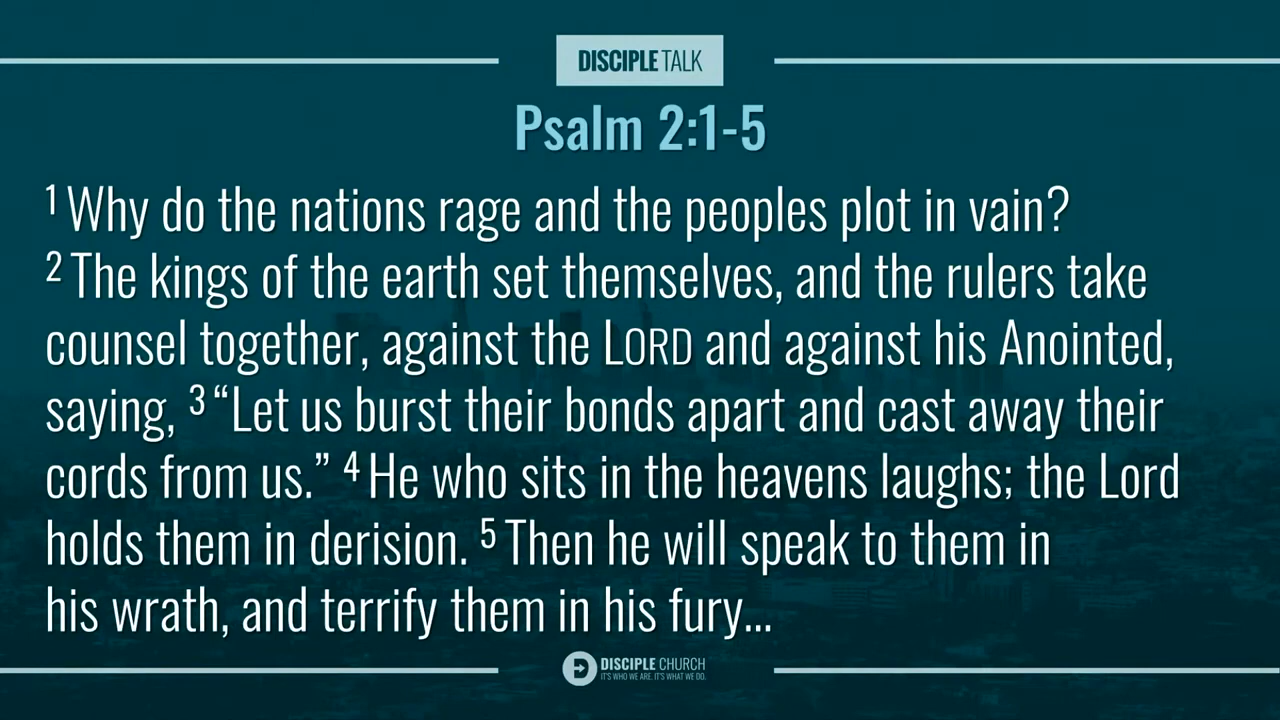 DISCIPLE TALK
Psalm 2:1-5
1 Why do the nations rage and the peoples plot in vain?
2 The kings of the earth set themselves, and the rulers take
counsel together, against the LORD and against his Anointed,
saying, 3 “Let us burst their bonds apart and cast away their
cords from us.” 4 He who sits in the heavens laughs; the Lord
holds them in derision. 5 Then he will speak to them in
his wrath, and terrify them in his fury...
DISCIPLE CHURCH
IT'S WHO WE ARE. IT'S WHAT WE DO.